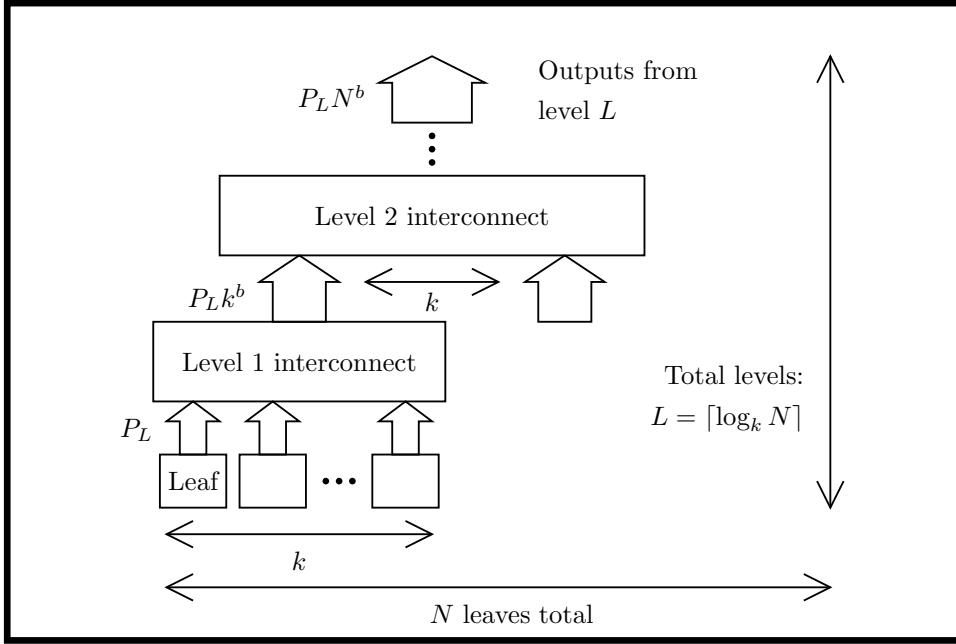 Outputs from
level L
P_L N^b
Level 2 interconnect
P_L k^b
k
Level 1 interconnect
Total levels:
L = ⌈log_k N⌉
P_L
Leaf
k
N leaves total